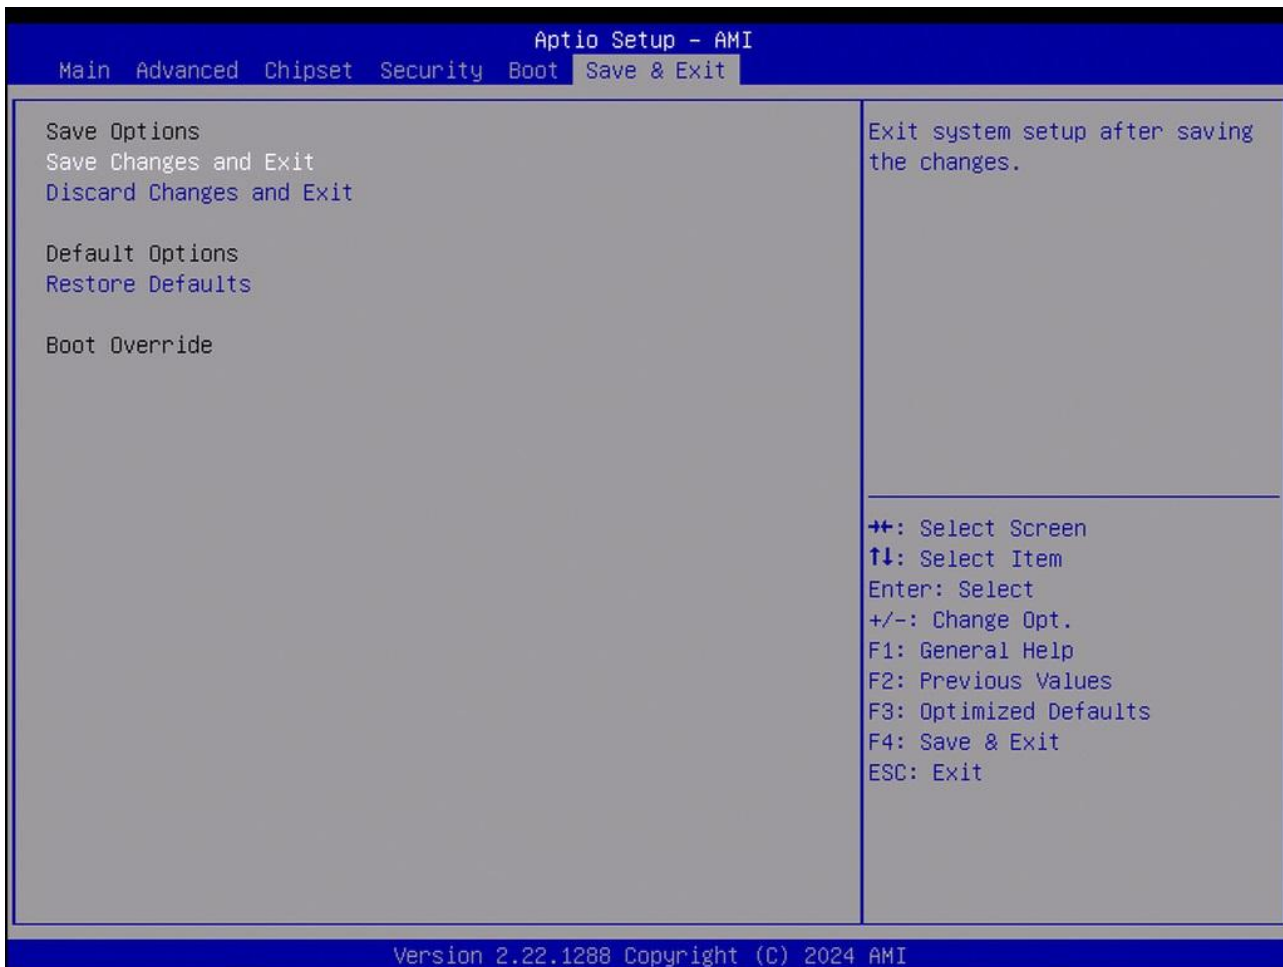 Aptio Setup – AMI
Main Advanced Chipset Security Boot Save & Exit
Save Options
Save Changes and Exit
Discard Changes and Exit
Default Options
Restore Defaults
Boot Override
Exit system setup after saving
the changes.
→←: Select Screen
↑↓: Select Item
Enter: Select
+/-: Change Opt.
F1: General Help
F2: Previous Values
F3: Optimized Defaults
F4: Save & Exit
ESC: Exit
Version 2.22.1288 Copyright (C) 2024 AMI